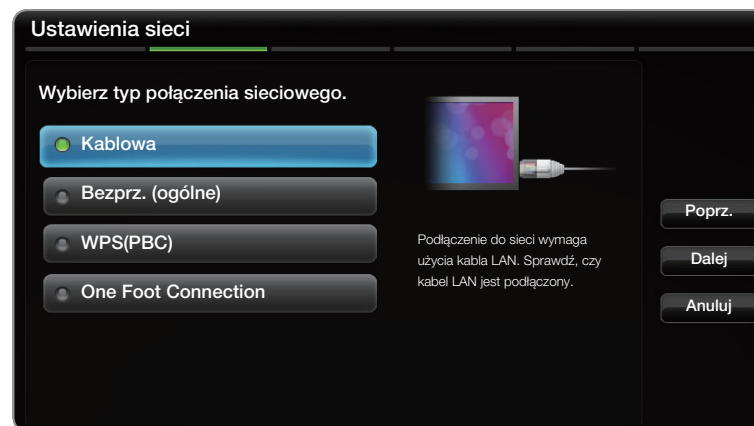 Ustawienia sieci
Wybierz typ połączenia sieciowego.
Kablowa
Bezprz. (ogólne)
WPS(PBC)
One Foot Connection
Podłączenie do sieci wymaga
użycia kabla LAN. Sprawdź, czy
kabel LAN jest podłączony.
Poprz.
Dalej
Anuluj